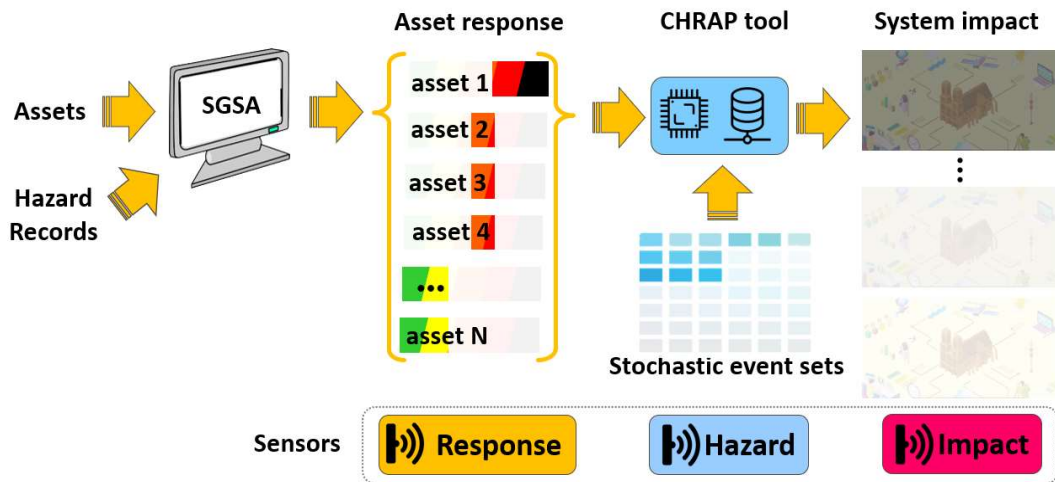 Asset response
CHRAP tool
System impact
Assets
SGSA
Hazard
Records
asset 1
asset 2
asset 3
asset 4
...
asset N
Stochastic event sets
Sensors
Response
Hazard
Impact